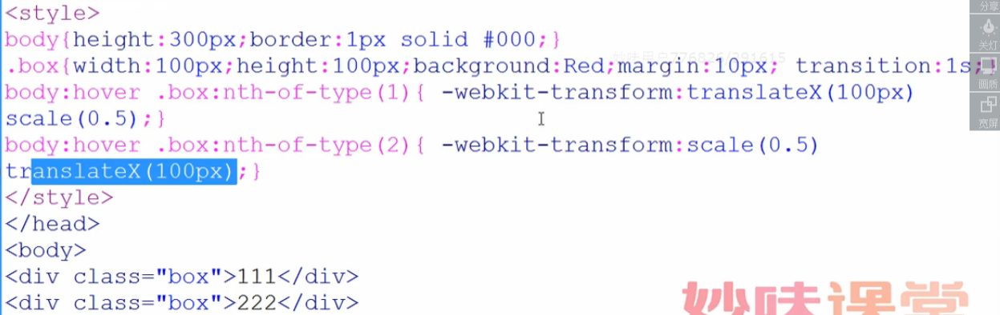 <style>
body{height:300px;border:1px solid #000;}
.box{width:100px;height:100px;background:Red;margin:10px; transition:1s;}
body:hover .box:nth-of-type(1){ -webkit-transform:translateX(100px)
scale(0.5);}
body:hover .box:nth-of-type(2){ -webkit-transform:scale(0.5)
translateX(100px);}
</style>
</head>
<body>
<div class="box">111</div>
<div class="box">222</div>
妙味课堂
分享
关灯
画质
宽屏